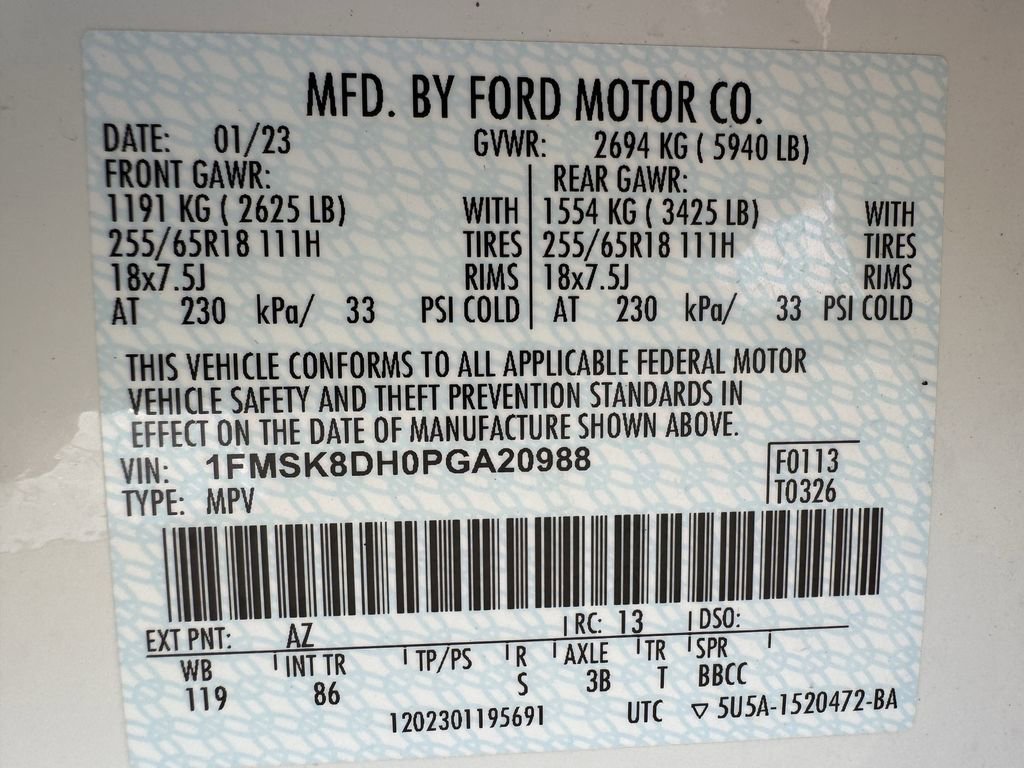 MFD. BY FORD MOTOR CO.
DATE: 01/23 GVWR: 2694 KG ( 5940 LB)
FRONT GAWR: REAR GAWR:
1191 KG ( 2625 LB) WITH 1554 KG ( 3425 LB) WITH
255/65R18 111H TIRES 255/65R18 111H TIRES
18x7.5J RIMS 18x7.5J RIMS
AT 230 kPa/ 33 PSI COLD AT 230 kPa/ 33 PSI COLD
THIS VEHICLE CONFORMS TO ALL APPLICABLE FEDERAL MOTOR
VEHICLE SAFETY AND THEFT PREVENTION STANDARDS IN
EFFECT ON THE DATE OF MANUFACTURE SHOWN ABOVE.
VIN: 1FMSK8DH0PGA20988 F0113
TYPE: MPV T0326
EXT PNT: AZ RC: 13 DSO:
WB INT TR TP/PS R AXLE TR SPR
119 86 S 3B T BBCC
1202301195691 UTC ▽ 5U5A-1520472-BA